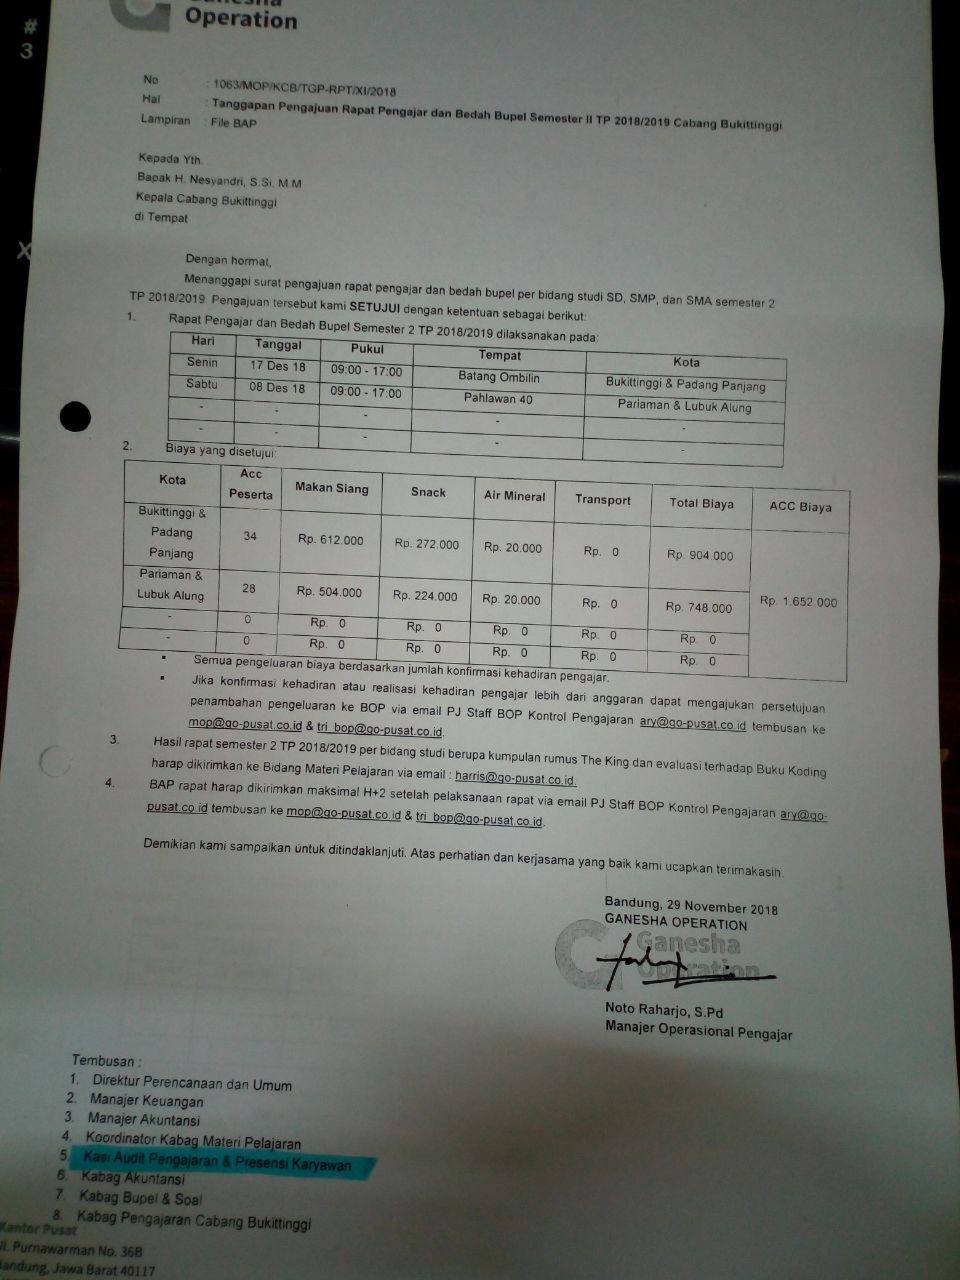 Ganesha
Operation
#
3
X
No : 1063/MOP/KCB/TGP-RPT/XI/2018
Hal : Tanggapan Pengajuan Rapat Pengajar dan Bedah Bupel Semester II TP 2018/2019 Cabang Bukittinggi
Lampiran : File BAP
Kepada Yth.
Bapak H. Nesyandri, S.Si, M.M
Kepala Cabang Bukittinggi
di Tempat
Dengan hormat,
Menanggapi surat pengajuan rapat pengajar dan bedah bupel per bidang studi SD, SMP, dan SMA semester 2
TP 2018/2019. Pengajuan tersebut kami SETUJUI dengan ketentuan sebagai berikut:
1. Rapat Pengajar dan Bedah Bupel Semester 2 TP 2018/2019 dilaksanakan pada:
Hari Tanggal Pukul Tempat Kota
Senin 17 Des 18 09:00 - 17:00 Batang Ombilin Bukittinggi & Padang Panjang
Sabtu 08 Des 18 09:00 - 17:00 Pahlawan 40 Pariaman & Lubuk Alung
- - - - -
- - - - -
2. Biaya yang disetujui:
Kota Acc Peserta Makan Siang Snack Air Mineral Transport Total Biaya ACC Biaya
Bukittinggi & Padang Panjang 34 Rp. 612.000 Rp. 272.000 Rp. 20.000 Rp. 0 Rp. 904.000 Rp. 1.652.000
Pariaman & Lubuk Alung 28 Rp. 504.000 Rp. 224.000 Rp. 20.000 Rp. 0 Rp. 748.000
- 0 Rp. 0 Rp. 0 Rp. 0 Rp. 0 Rp. 0
- 0 Rp. 0 Rp. 0 Rp. 0 Rp. 0 Rp. 0
▪ Semua pengeluaran biaya berdasarkan jumlah konfirmasi kehadiran pengajar.
▪ Jika konfirmasi kehadiran atau realisasi kehadiran pengajar lebih dari anggaran dapat mengajukan persetujuan
penambahan pengeluaran ke BOP via email PJ Staff BOP Kontrol Pengajaran ary@go-pusat.co.id tembusan ke
mop@go-pusat.co.id & tri_bop@go-pusat.co.id.
3. Hasil rapat semester 2 TP 2018/2019 per bidang studi berupa kumpulan rumus The King dan evaluasi terhadap Buku Koding
harap dikirimkan ke Bidang Materi Pelajaran via email : harris@go-pusat.co.id.
4. BAP rapat harap dikirimkan maksimal H+2 setelah pelaksanaan rapat via email PJ Staff BOP Kontrol Pengajaran ary@go-
pusat.co.id tembusan ke mop@go-pusat.co.id & tri_bop@go-pusat.co.id.
Demikian kami sampaikan untuk ditindaklanjuti. Atas perhatian dan kerjasama yang baik kami ucapkan terimakasih.
Bandung, 29 November 2018
GANESHA OPERATION
Ganesha
Operation
Noto Raharjo, S.Pd
Manajer Operasional Pengajar
Tembusan :
1. Direktur Perencanaan dan Umum
2. Manajer Keuangan
3. Manajer Akuntansi
4. Koordinator Kabag Materi Pelajaran
5. Kasi Audit Pengajaran & Presensi Karyawan
6. Kabag Akuntansi
7. Kabag Bupel & Soal
8. Kabag Pengajaran Cabang Bukittinggi
Kantor Pusat
Jl. Purnawarman No. 36B
Bandung, Jawa Barat 40117